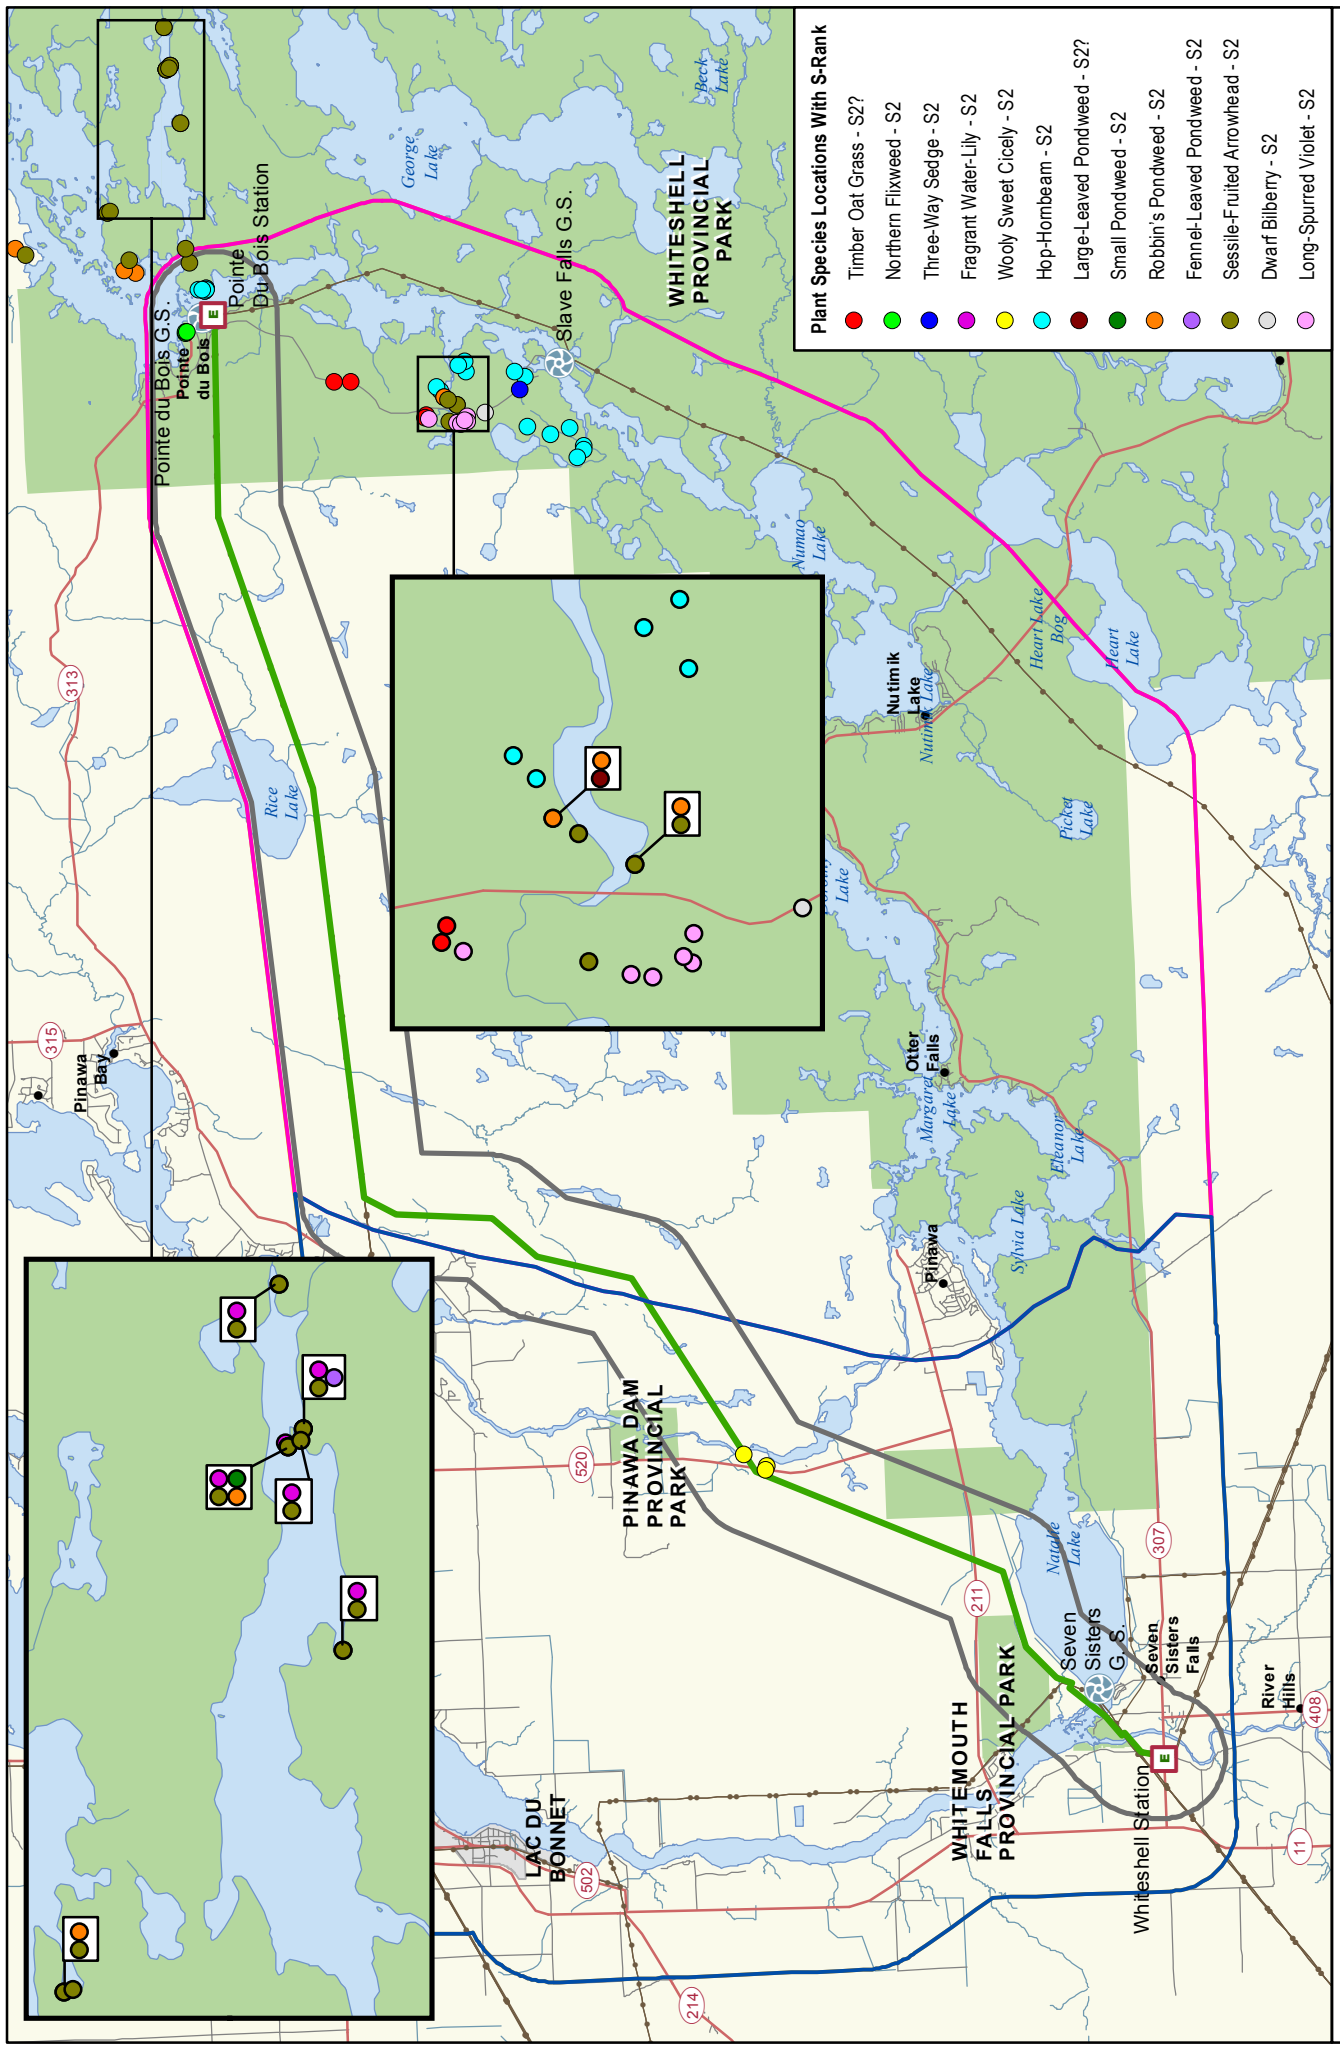 Plant Species Locations With S-Rank
Timber Oat Grass - S2?
Northern Flixweed - S2
Three-Way Sedge - S2
Fragrant Water-Lily - S2
Wooly Sweet Cicely - S2
Hop-Hornbeam - S2
Large-Leaved Pondweed - S2?
Small Pondweed - S2
Robbin's Pondweed - S2
Fennel-Leaved Pondweed - S2
Sessile-Fruited Arrowhead - S2
Dwarf Bilberry - S2
Long-Spurred Violet - S2
313
315
Pinawa
Bay
Pointe du Bois G.S.
Pointe
du Bois
E
Pointe
Du Bois Station
George
Lake
Beck
Lake
Rice
Lake
Slave Falls G.S.
WHITESHELL
PROVINCIAL
PARK
Numao
Lake
Nutimik
Lake
Nutimik Lake
Heart Lake
Bog
Heart
Lake
Picket
Lake
Lake
Otter
Falls
Margaret
Lake
Eleanor
Lake
Sylvia Lake
Pinawa
PINAWA DAM
PROVINCIAL
PARK
520
211
307
Natalie
Lake
Seven
Sisters
G.S.
Seven
Sisters
Falls
River
Hills
408
WHITEMOUTH
FALLS
PROVINCIAL PARK
E
Whiteshell Station
11
LAC DU
BONNET
502
214